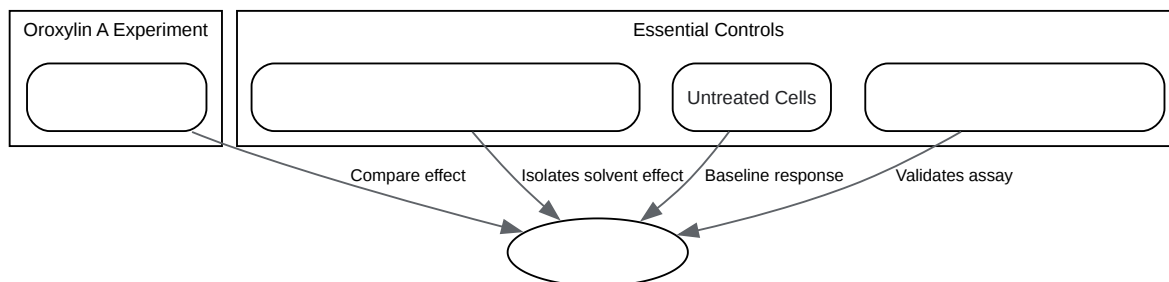 Oroxylin A Experiment
Essential Controls
Untreated Cells
Compare effect
Isolates solvent effect
Baseline response
Validates assay